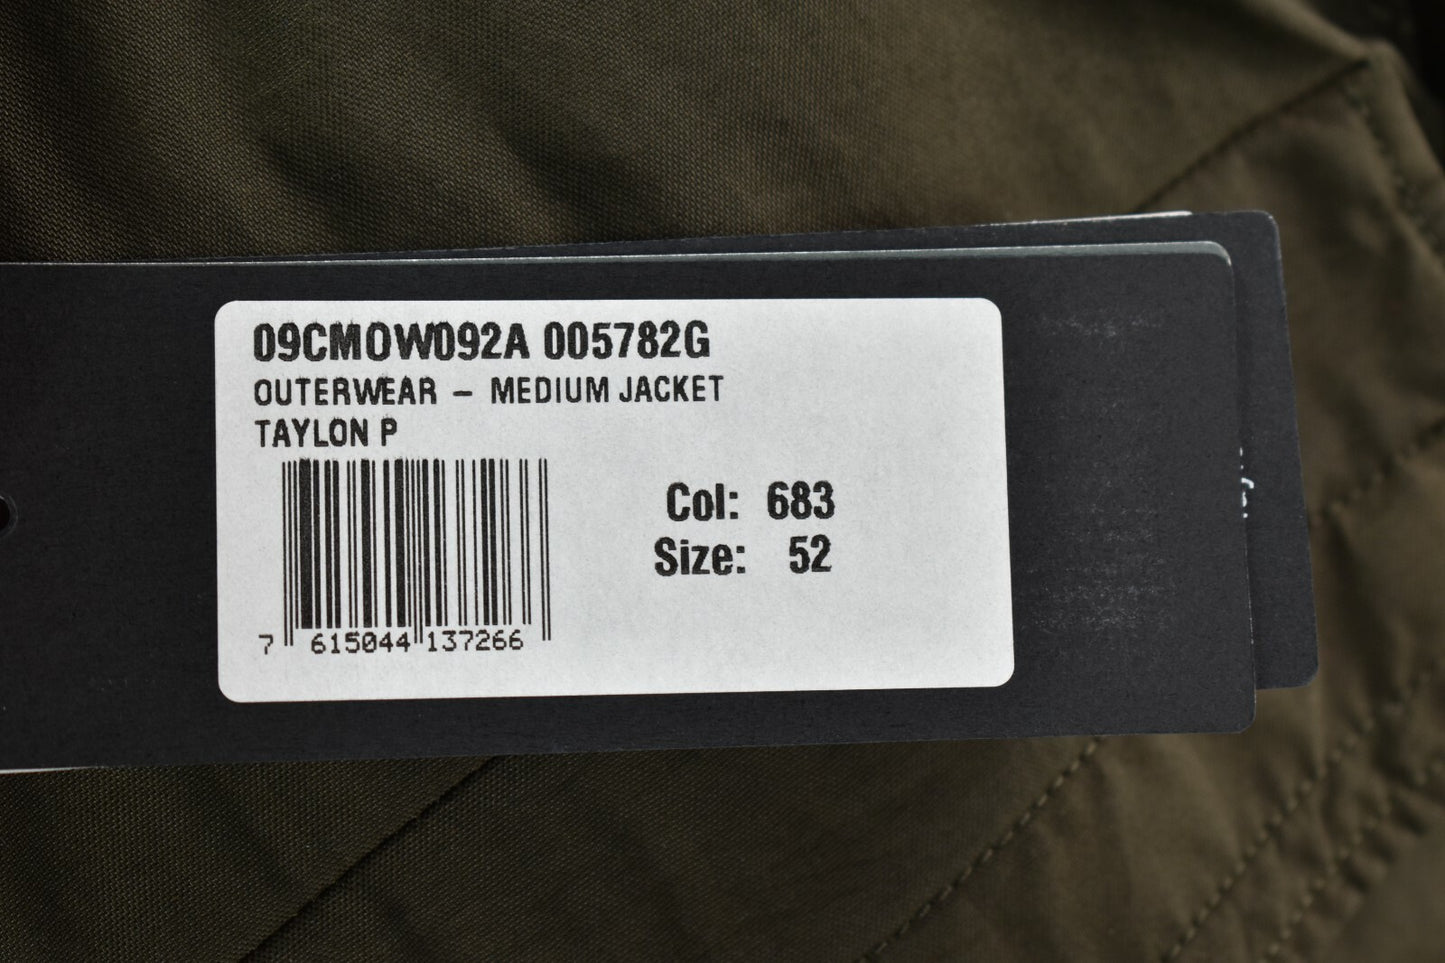 09CMOW092A 005782G
OUTERWEAR – MEDIUM JACKET
TAYLON P
Col: 683
Size: 52
7 615044 137266